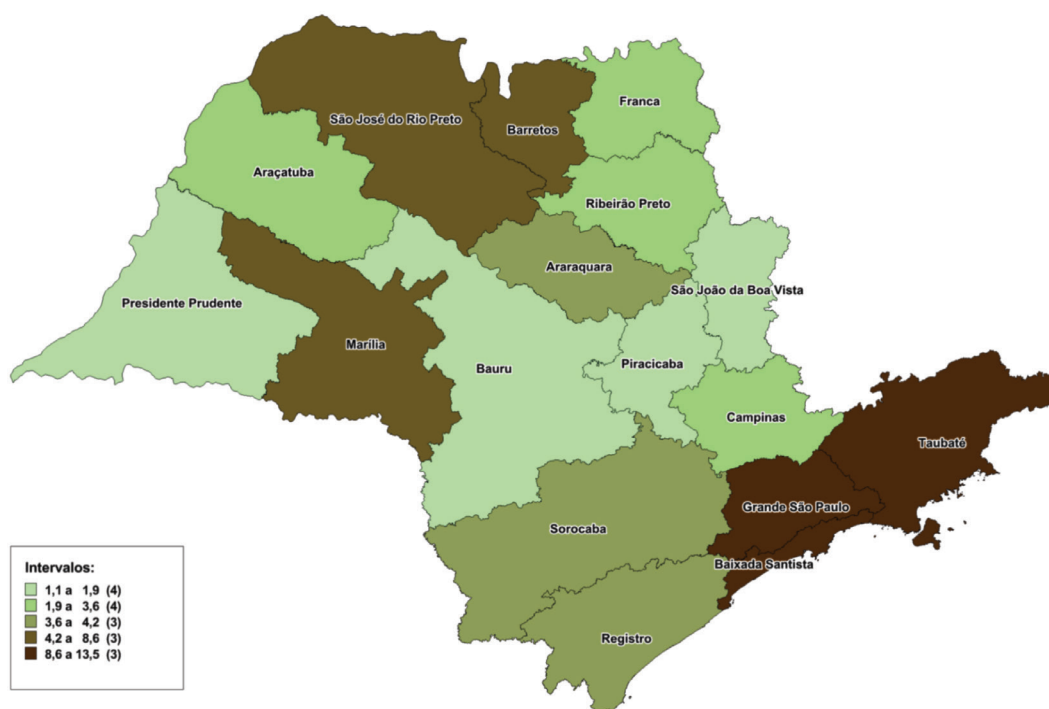 Franca
São José do Rio Preto
Barretos
Araçatuba
Ribeirão Preto
Araraquara
São João da Boa Vista
Presidente Prudente
Marília
Bauru
Piracicaba
Campinas
Taubaté
Grande São Paulo
Sorocaba
Baixada Santista
Registro
Intervalos:
1,1 a 1,9 (4)
1,9 a 3,6 (4)
3,6 a 4,2 (3)
4,2 a 8,6 (3)
8,6 a 13,5 (3)